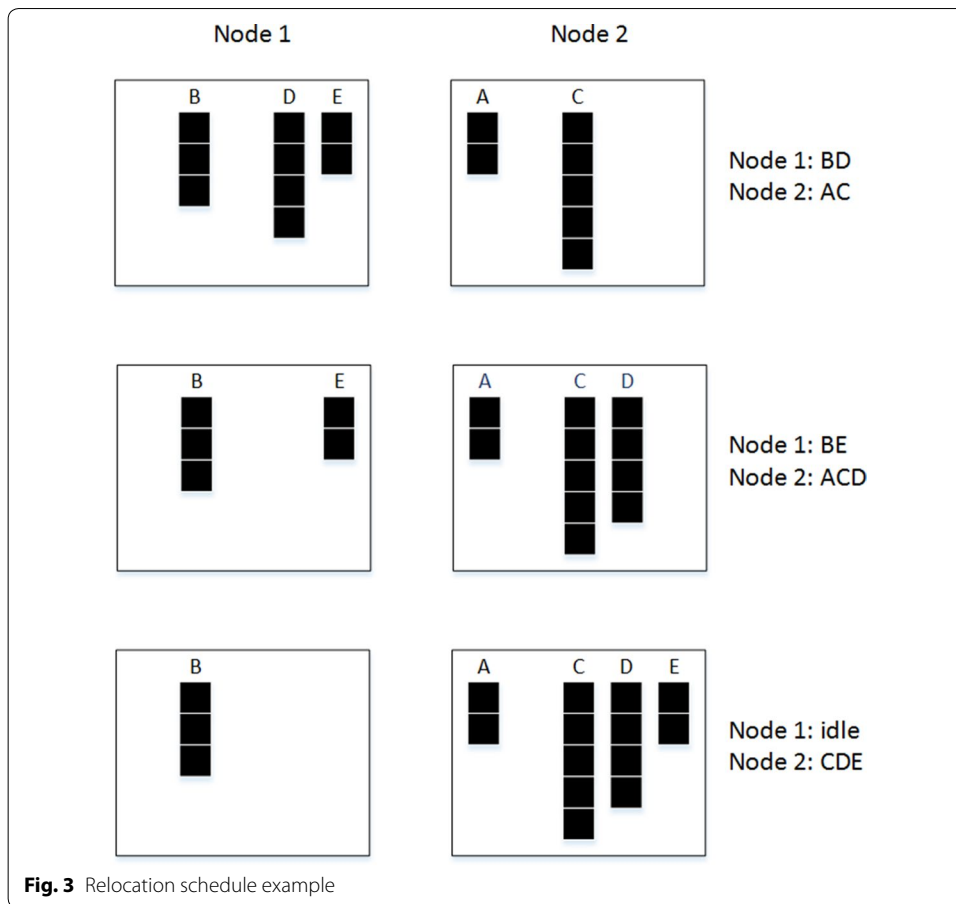 Node 1 Node 2
B D E A C
Node 1: BD
Node 2: AC
B E A C D
Node 1: BE
Node 2: ACD
B A C D E
Node 1: idle
Node 2: CDE
Fig. 3 Relocation schedule example